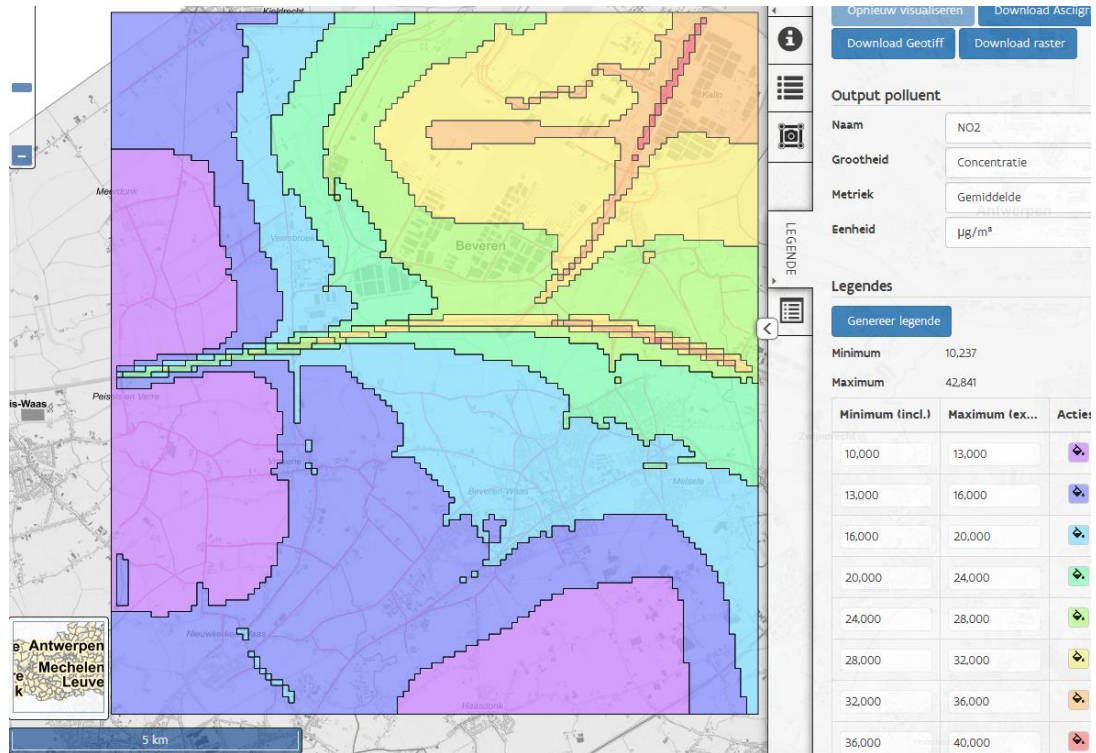 Kieldrecht
Kallo
Meerdonk
Verrebroek
Beveren
is-Waas
Beveren-Waas
Melsele
Nieuwkerken-Waas
Haasdonk
e Antwerpen
Mechelen
Leuve
k
5 km
LEGENDE
Opnieuw visualiseren
Download Asciigr
Download Geotiff
Download raster
Output polluent
Naam
NO2
Grootheid
Concentratie
Metriek
Gemiddelde
Antwerpen
Eenheid
µg/m³
Legendes
Genereer legende
Minimum 10,237
Maximum 42,841
Minimum (incl.) Maximum (ex... Acties
10,000 13,000
13,000 16,000
16,000 20,000
20,000 24,000
24,000 28,000
28,000 32,000
32,000 36,000
36,000 40,000